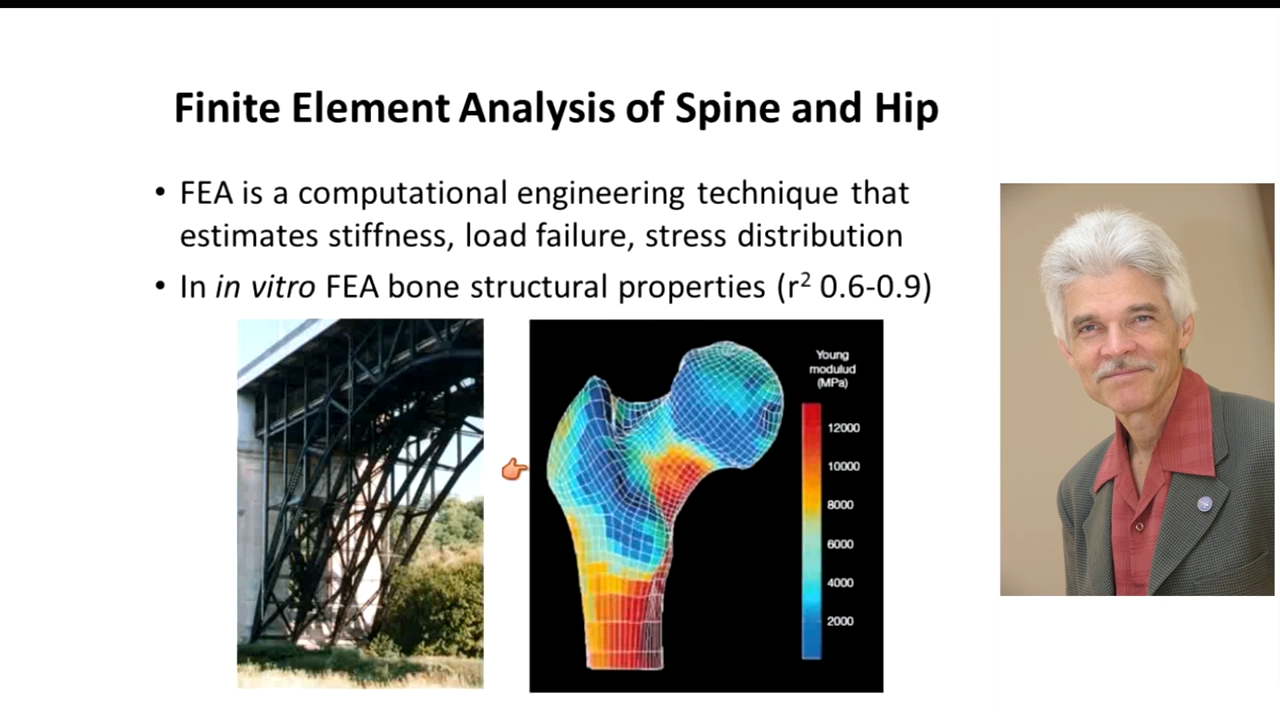 Finite Element Analysis of Spine and Hip
• FEA is a computational engineering technique that
estimates stiffness, load failure, stress distribution
• In in vitro FEA bone structural properties (r² 0.6-0.9)
Young
modulud
(MPa)
12000
10000
8000
6000
4000
2000